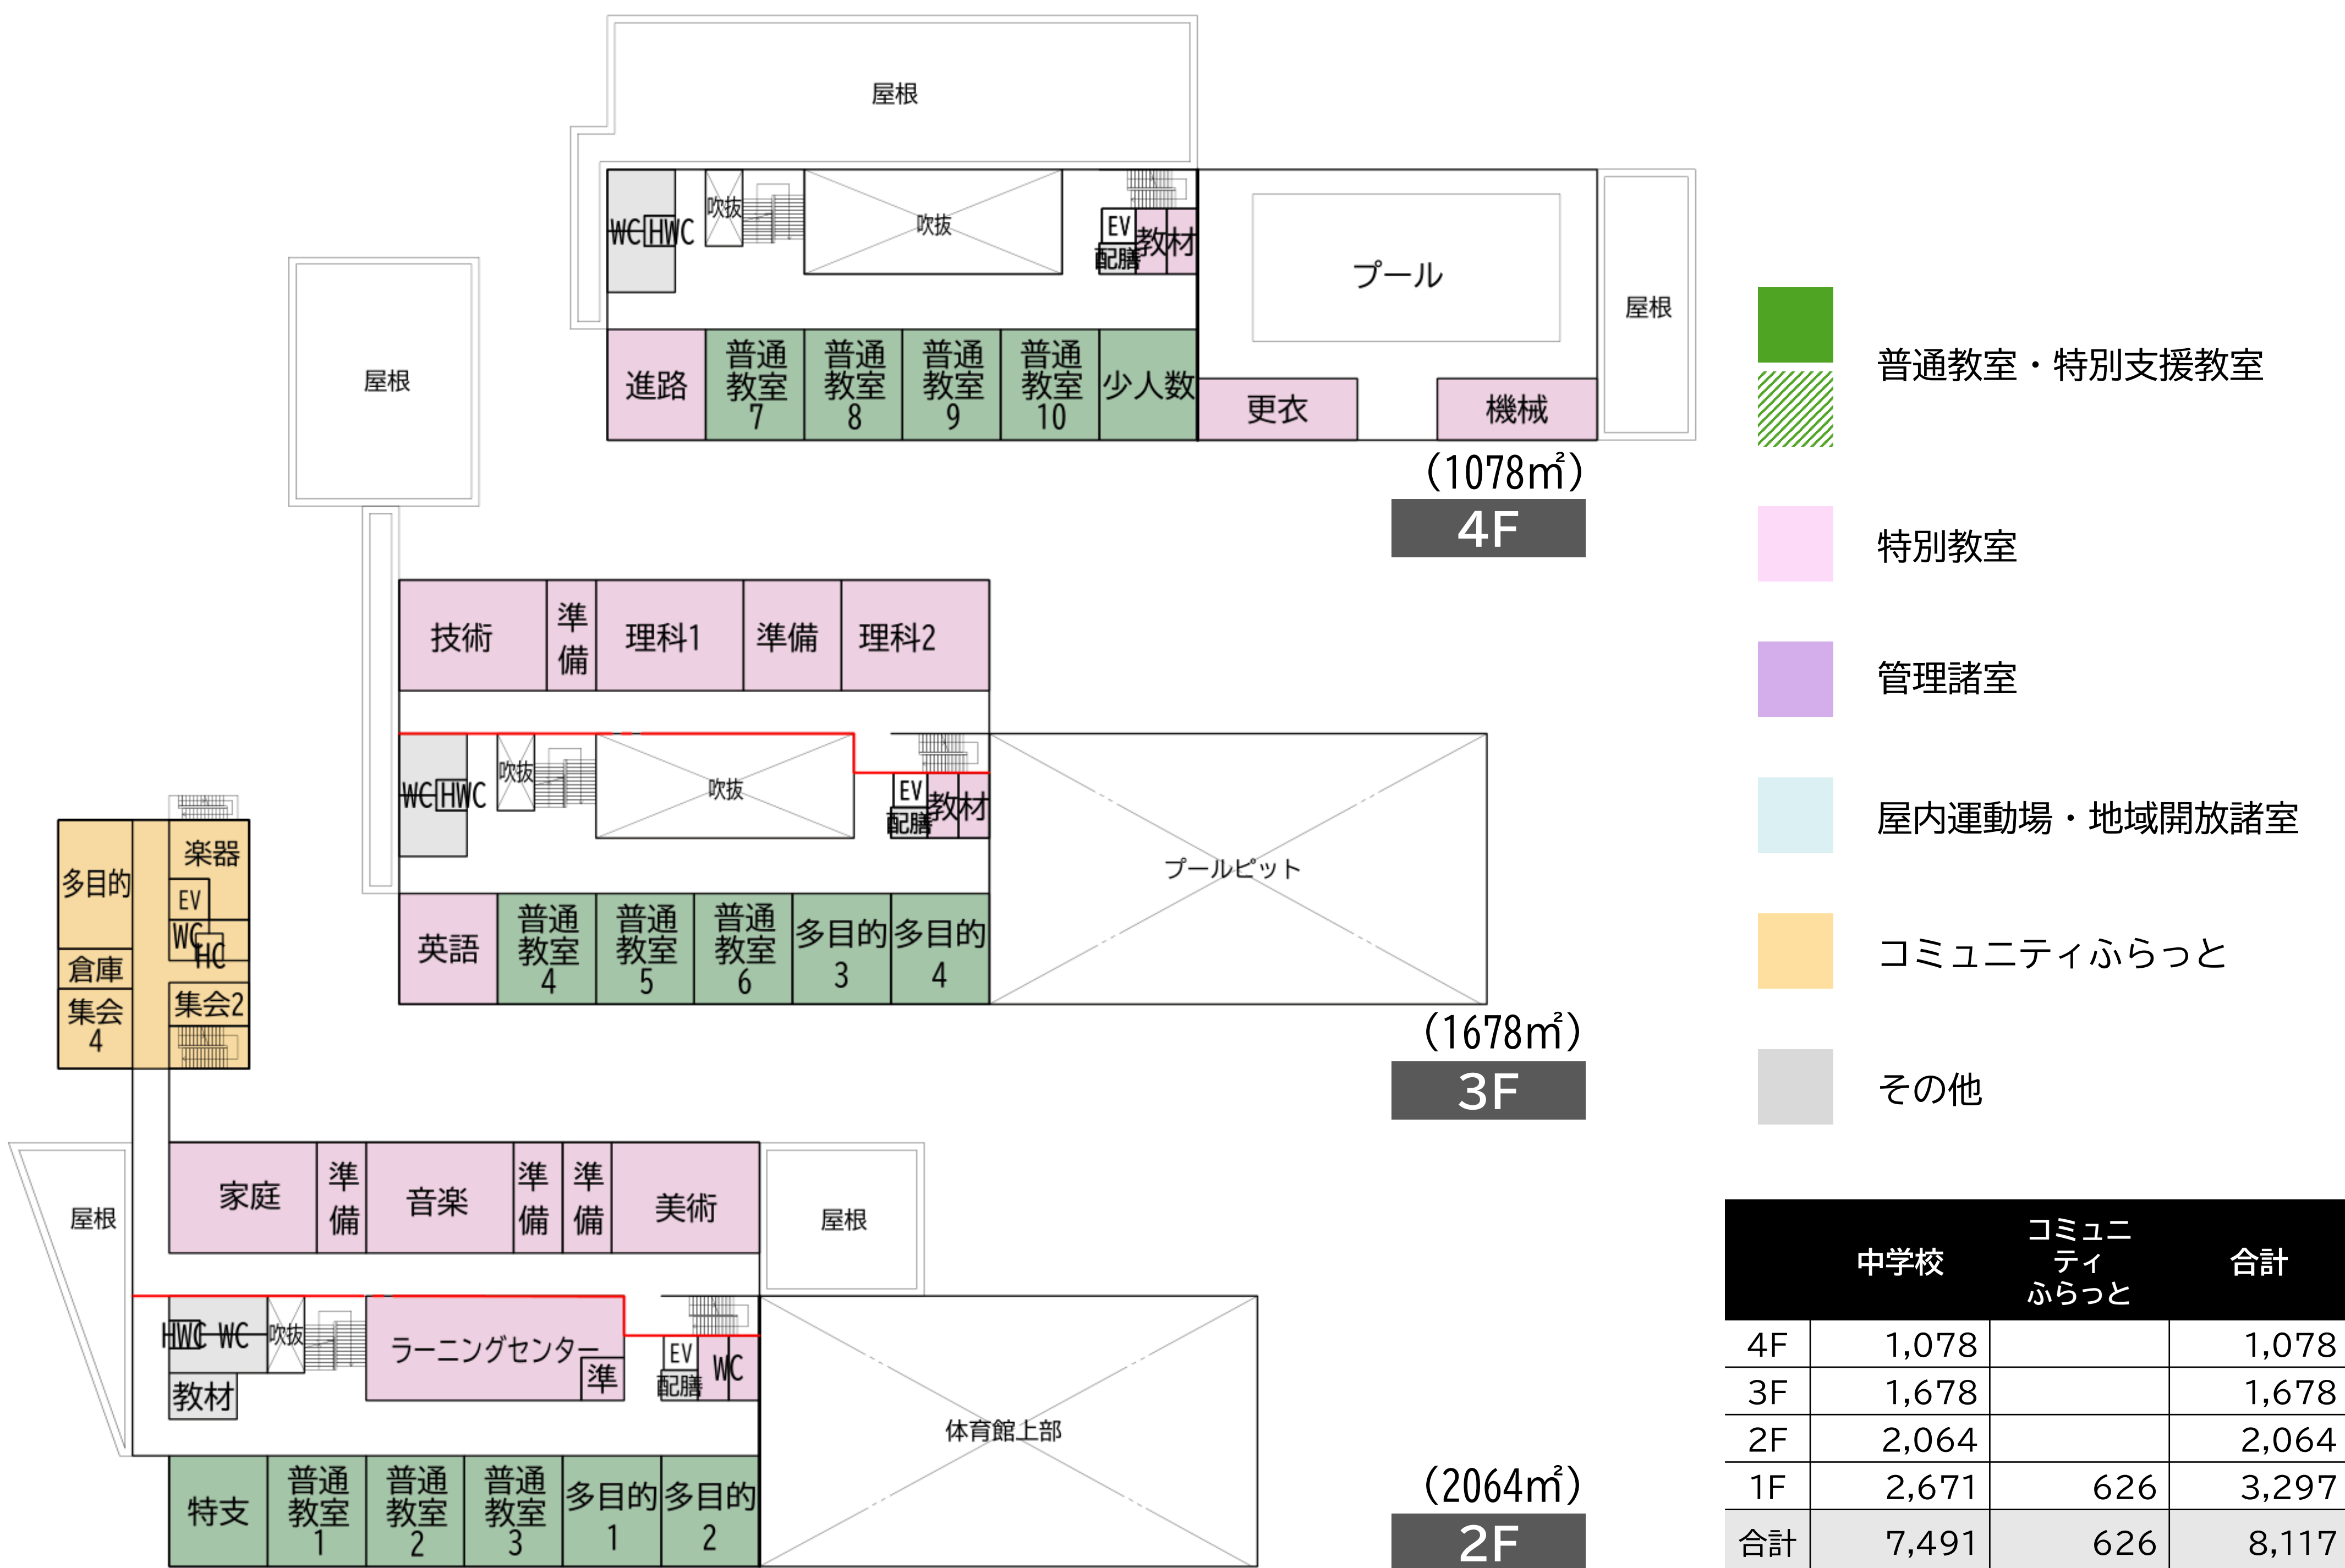 屋根
WC HWC
吹抜
吹抜
EV
配膳
教材
プール
屋根
進路
普通
教室
7
普通
教室
8
普通
教室
9
普通
教室
10
少人数
更衣
機械
(1078㎡)
4F
屋根
技術
準備
理科1
準備
理科2
WC HWC
吹抜
吹抜
EV
配膳
教材
プールピット
英語
普通
教室
4
普通
教室
5
普通
教室
6
多目的
3
多目的
4
(1678㎡)
3F
多目的
楽器
EV
WC
HC
倉庫
集会
4
集会2
屋根
家庭
準備
音楽
準備
準備
美術
屋根
HWC WC
吹抜
ラーニングセンター
準
EV
配膳
WC
教材
体育館上部
特支
普通
教室
1
普通
教室
2
普通
教室
3
多目的
1
多目的
2
(2064㎡)
2F
普通教室・特別支援教室
特別教室
管理諸室
屋内運動場・地域開放諸室
コミュニティふらっと
その他
中学校 コミュニ
ティ
ふらっと 合計
4F 1,078 1,078
3F 1,678 1,678
2F 2,064 2,064
1F 2,671 626 3,297
合計 7,491 626 8,117